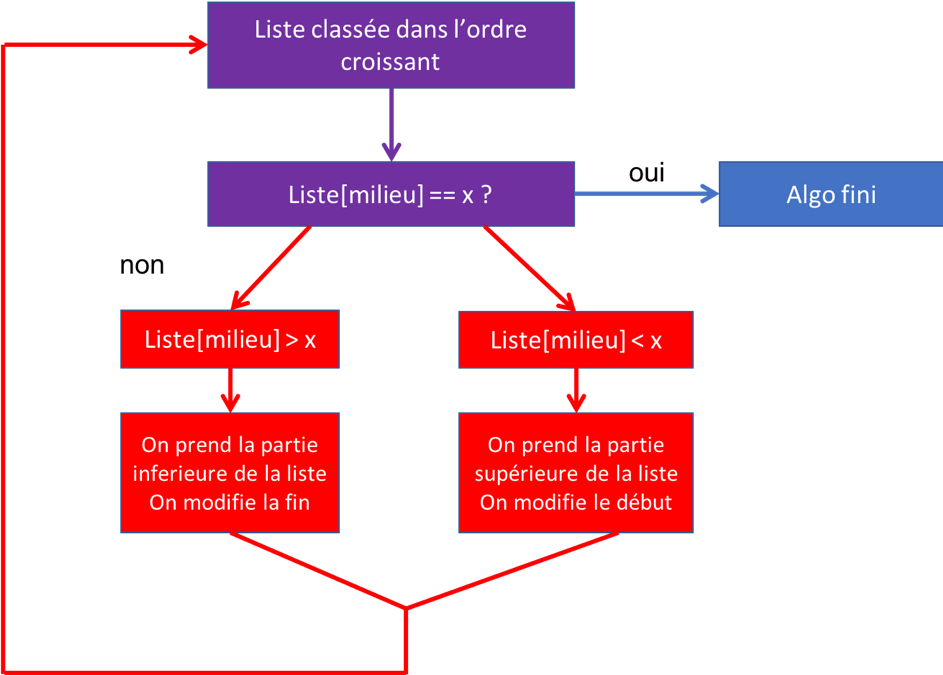 Liste classée dans l’ordre
croissant
Liste[milieu] == x ?
oui
Algo fini
non
Liste[milieu] > x
Liste[milieu] < x
On prend la partie
inferieure de la liste
On modifie la fin
On prend la partie
supérieure de la liste
On modifie le début